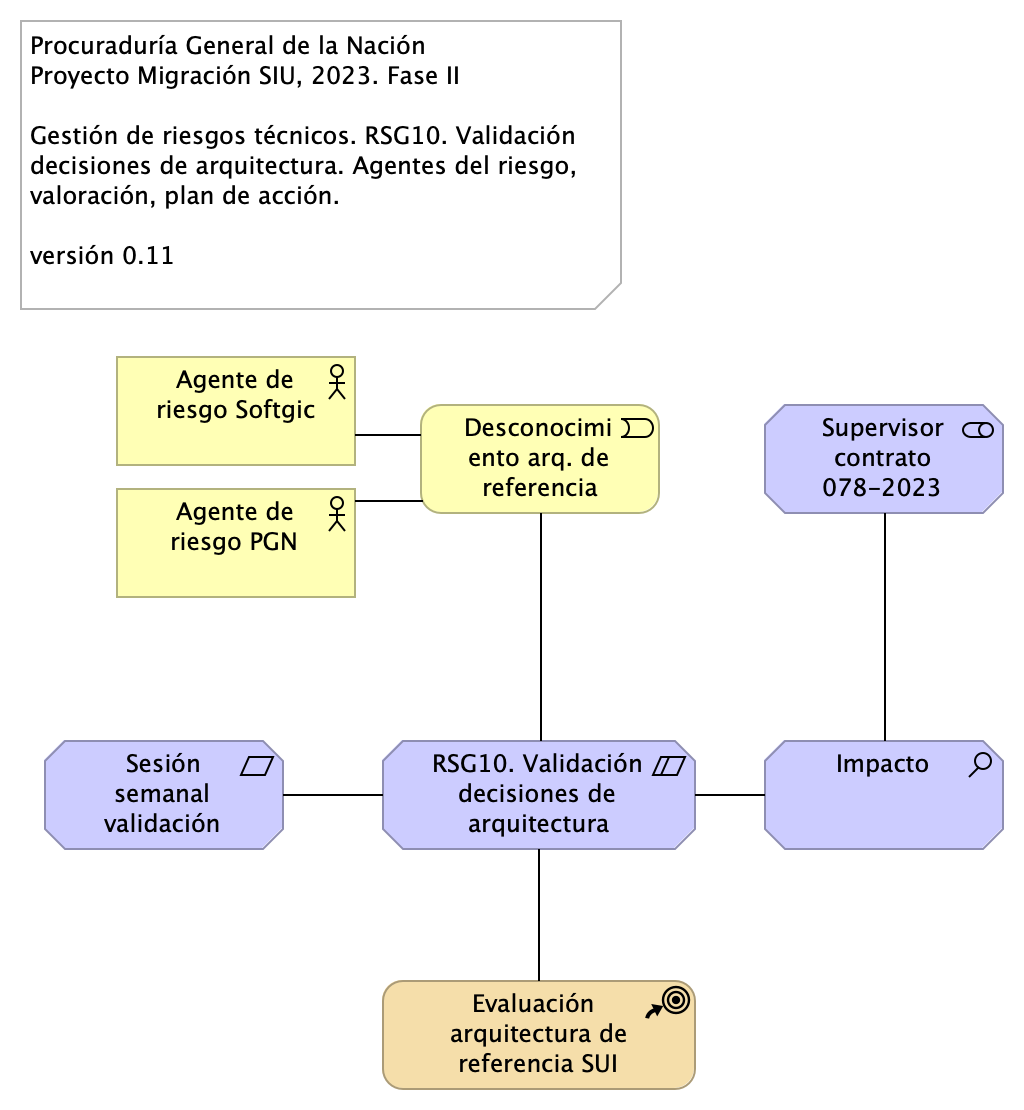 Procuraduría General de la Nación
Proyecto Migración SIU, 2023. Fase II
Gestión de riesgos técnicos. RSG10. Validación
decisiones de arquitectura. Agentes del riesgo,
valoración, plan de acción.
versión 0.11
Agente de
riesgo Softgic
Desconocimi
ento arq. de
referencia
Supervisor
contrato
078-2023
Agente de
riesgo PGN
Sesión
semanal
validación
RSG10. Validación
decisiones de
arquitectura
Impacto
Evaluación
arquitectura de
referencia SUI